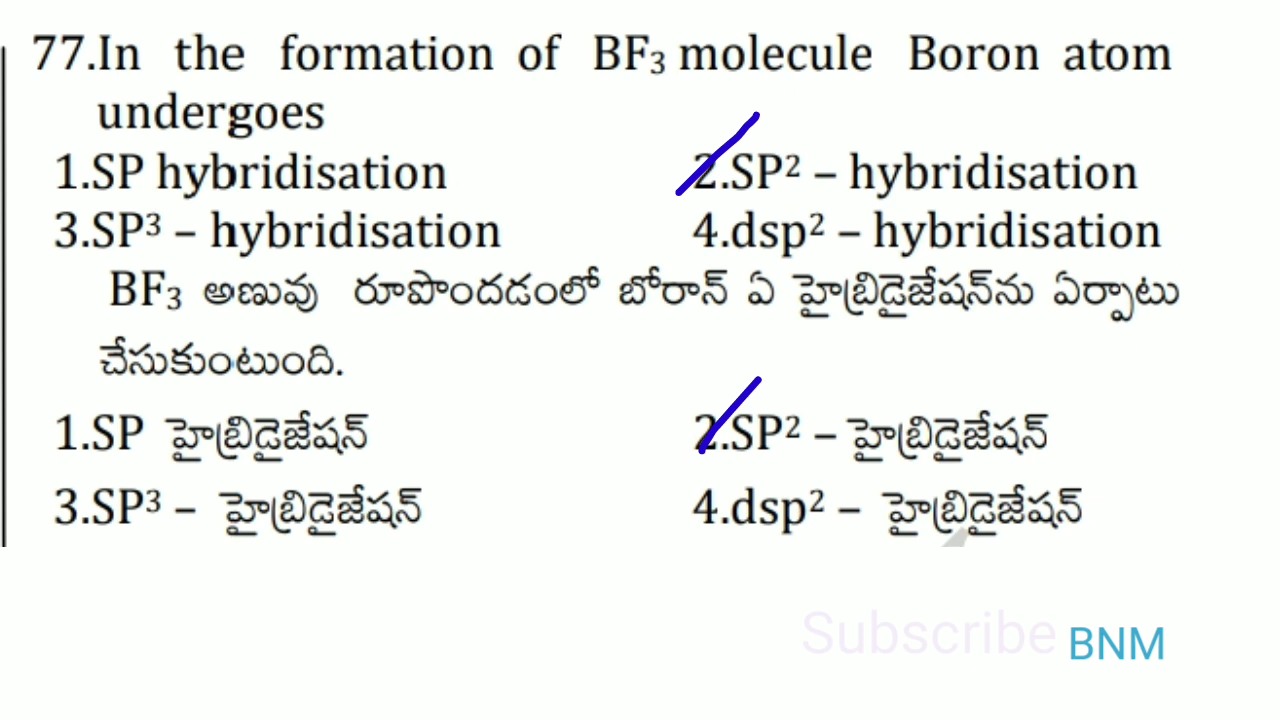 77.In the formation of BF₃ molecule Boron atom
undergoes
1.SP hybridisation 2.SP² – hybridisation
3.SP³ – hybridisation 4.dsp² – hybridisation
BF₃ అణువు రూపొందడంలో బోరాన్ ఏ హైబ్రిడైజేషన్‌ను ఏర్పాటు
చేసుకుంటుంది.
1.SP హైబ్రిడైజేషన్ 2.SP² – హైబ్రిడైజేషన్
3.SP³ – హైబ్రిడైజేషన్ 4.dsp² – హైబ్రిడైజేషన్
Subscribe BNM